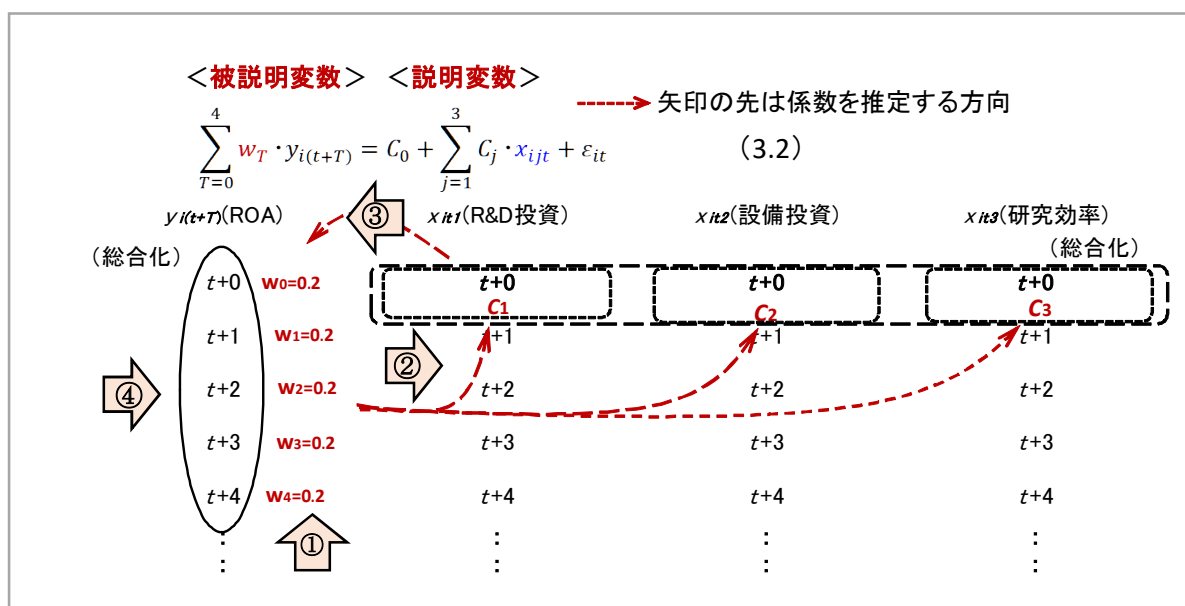 ＜被説明変数＞ ＜説明変数＞
矢印の先は係数を推定する方向
4 3
∑ w_T · y_{i(t+T)} = C_0 + ∑ C_j · x_{ijt} + ε_{it} （3.2）
T=0 j=1
y i(t+T)(ROA) ③ x it1(R&D投資) x it2(設備投資) x it3(研究効率)
（総合化） （総合化）
t+0 w0=0.2 t+0 t+0 t+0
C1 C2 C3
t+1 w1=0.2 t+1 t+1 t+1
②
④ t+2 w2=0.2 t+2 t+2 t+2
t+3 w3=0.2 t+3 t+3 t+3
t+4 w4=0.2 t+4 t+4 t+4
①
⋮ ⋮ ⋮ ⋮